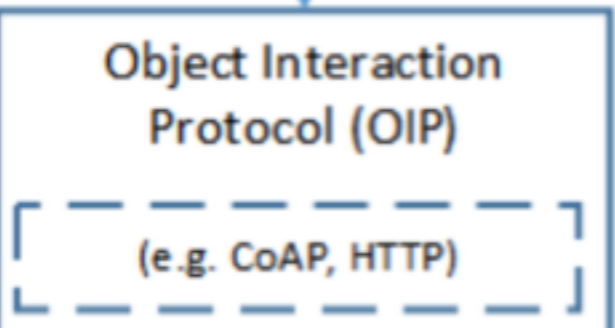 Object Interaction
Protocol (OIP)
(e.g. CoAP, HTTP)